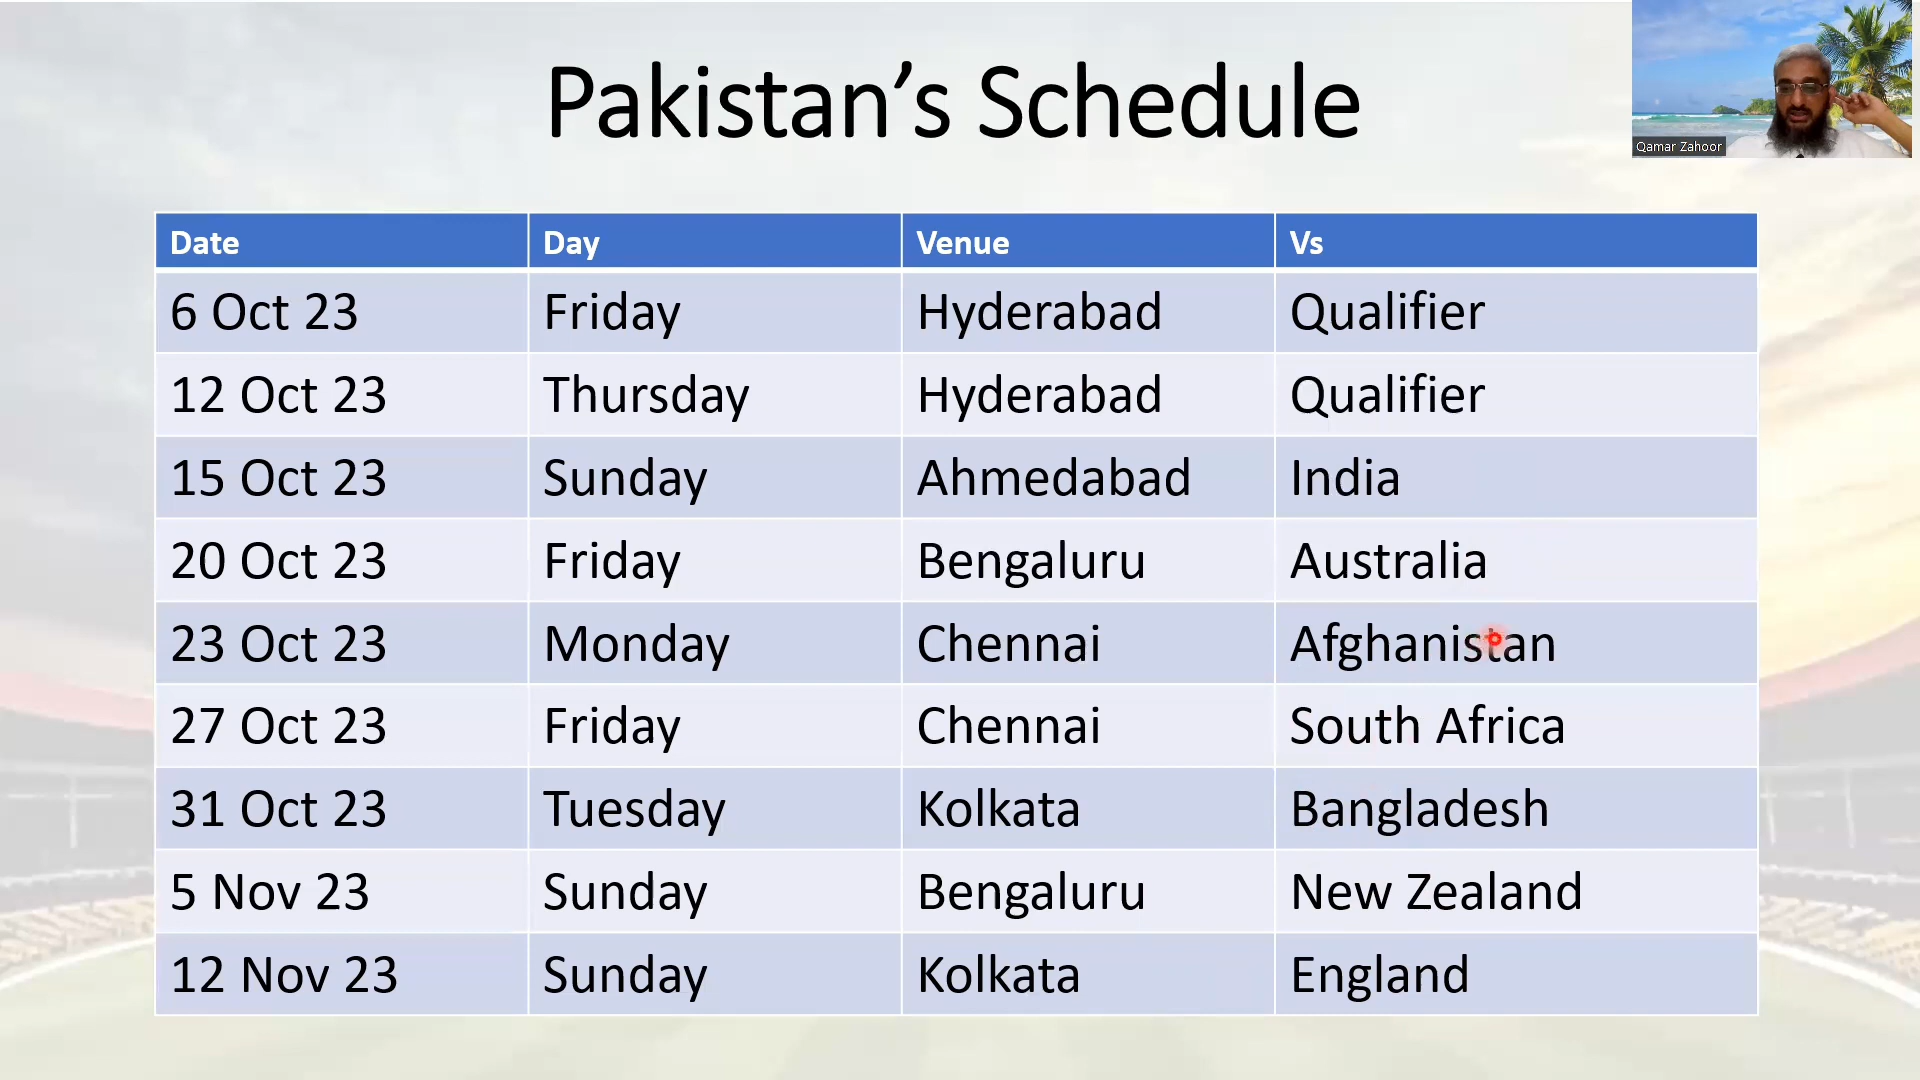 Pakistan’s Schedule
Qamar Zahoor
Date Day Venue Vs
6 Oct 23 Friday Hyderabad Qualifier
12 Oct 23 Thursday Hyderabad Qualifier
15 Oct 23 Sunday Ahmedabad India
20 Oct 23 Friday Bengaluru Australia
23 Oct 23 Monday Chennai Afghanistan
27 Oct 23 Friday Chennai South Africa
31 Oct 23 Tuesday Kolkata Bangladesh
5 Nov 23 Sunday Bengaluru New Zealand
12 Nov 23 Sunday Kolkata England